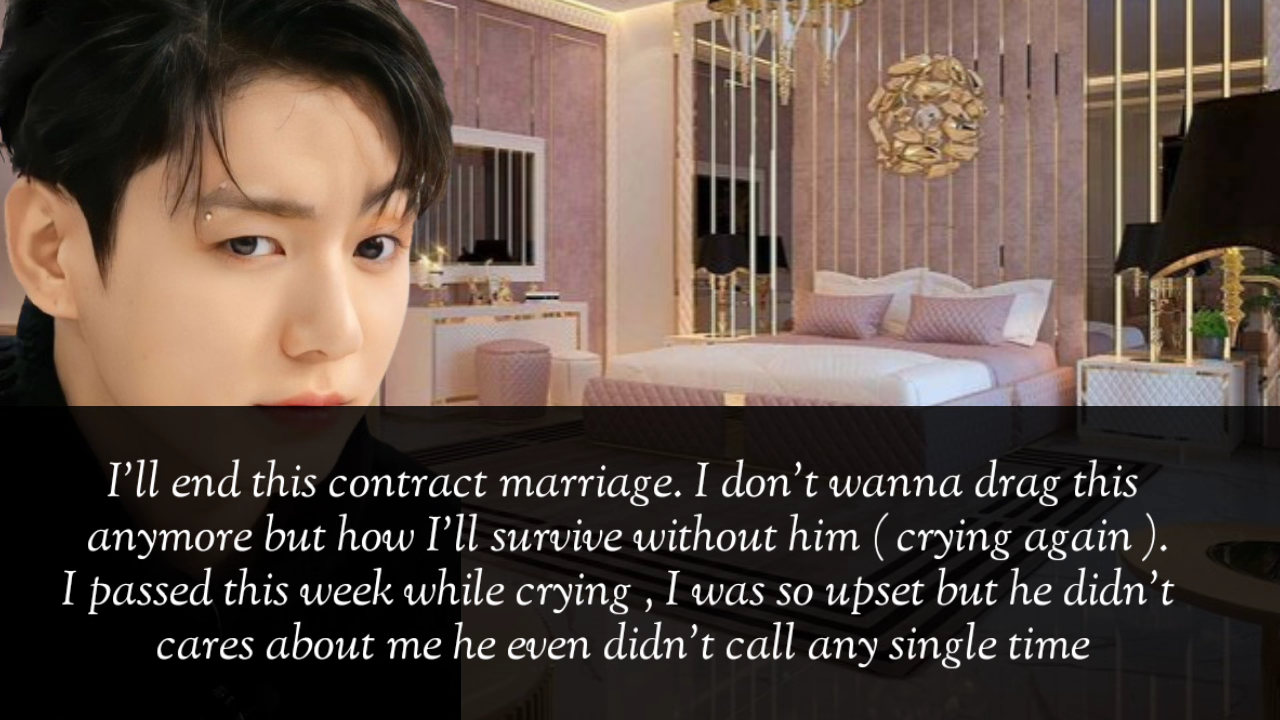 I'll end this contract marriage. I don't wanna drag this
anymore but how I'll survive without him ( crying again ).
I passed this week while crying , I was so upset but he didn't
cares about me he even didn't call any single time